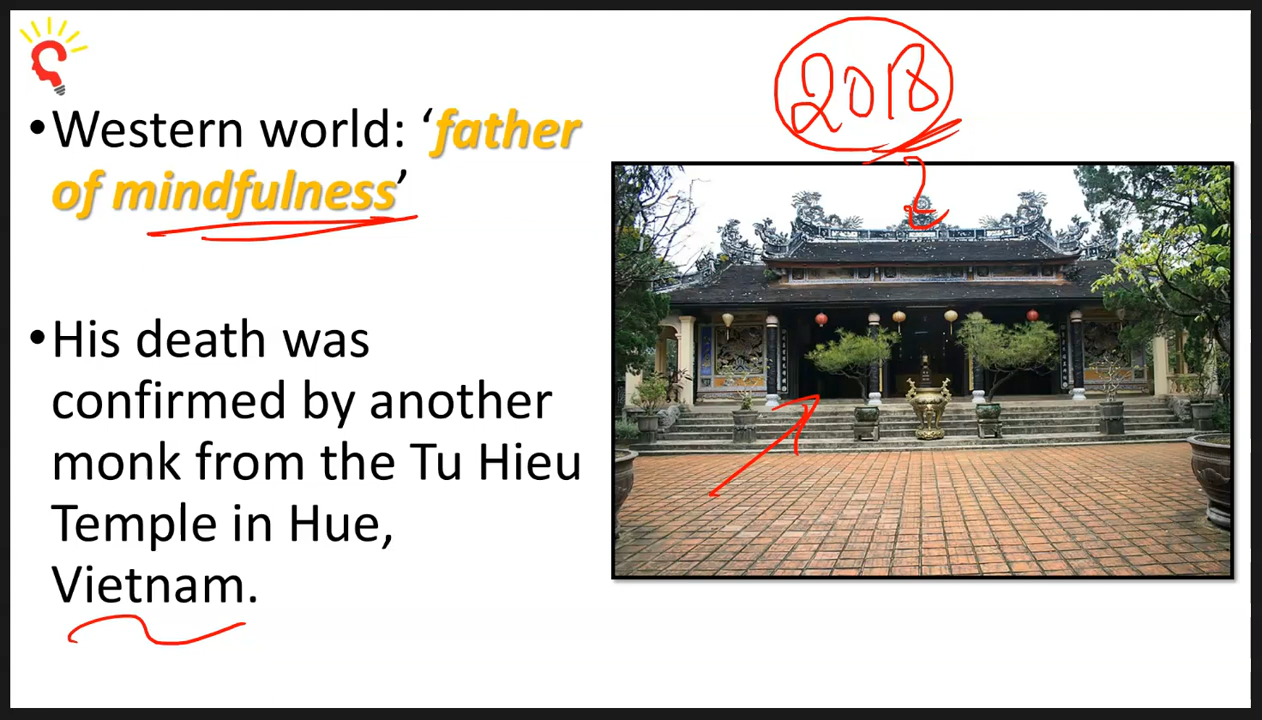 •Western world: ‘father
of mindfulness’
•His death was
confirmed by another
monk from the Tu Hieu
Temple in Hue,
Vietnam.
2018
2